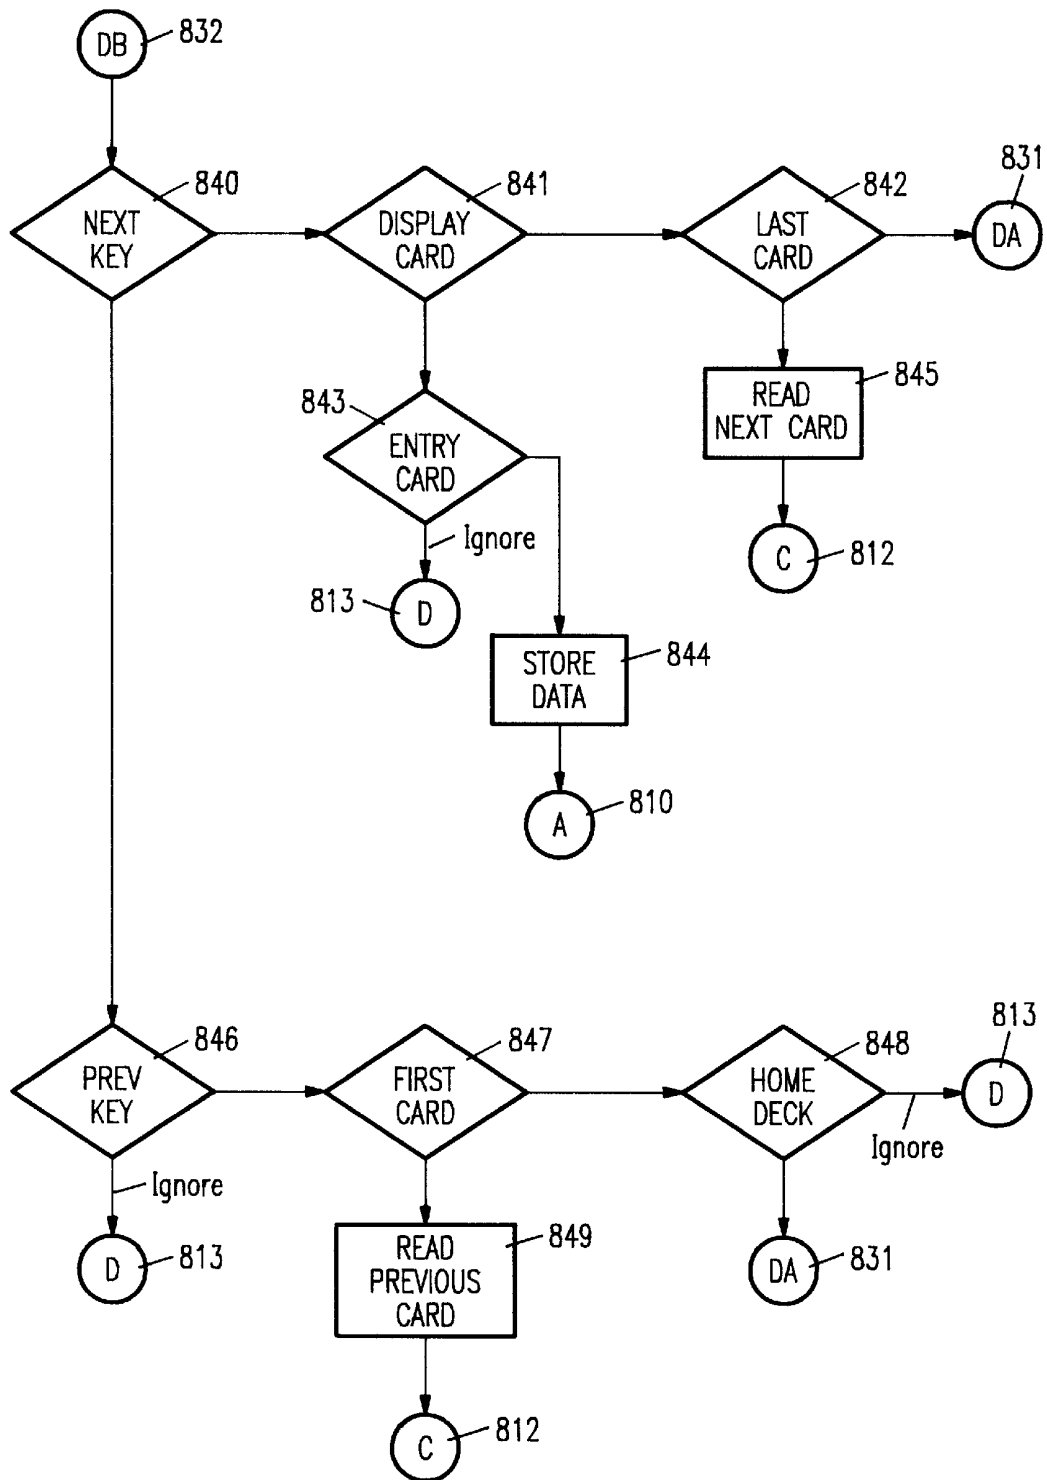 DB
832
NEXT
KEY
840
DISPLAY
CARD
841
LAST
CARD
842
831
DA
843
ENTRY
CARD
READ
NEXT CARD
845
Ignore
C
812
813
D
STORE
DATA
844
A
810
PREV
KEY
846
FIRST
CARD
847
HOME
DECK
848
813
D
Ignore
Ignore
D
813
READ
PREVIOUS
CARD
849
DA
831
C
812